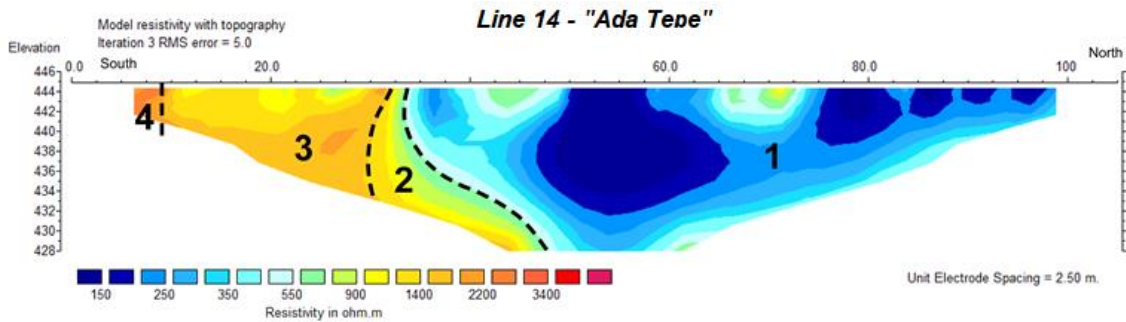 Line 14 - "Ada Tepe"
Model resistivity with topography
Iteration 3 RMS error = 5.0
Elevation
0.0 South 20.0 60.0 80.0 100 North
446
444
442
440
438
436
434
432
430
428
4
3
2
1
150 250 350 550 900 1400 2200 3400
Resistivity in ohm.m
Unit Electrode Spacing = 2.50 m.